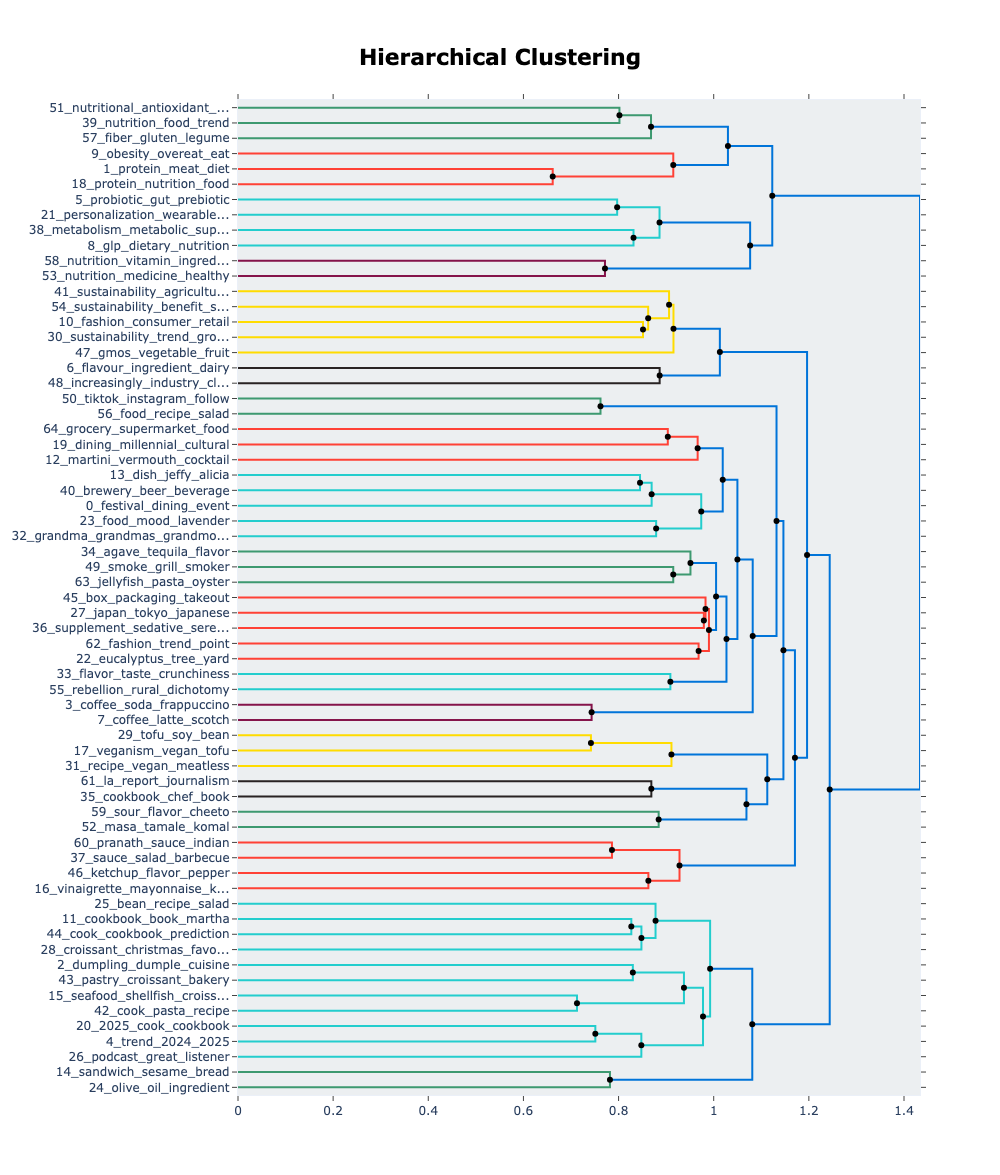 Hierarchical Clustering
51_nutritional_antioxidant_...
39_nutrition_food_trend
57_fiber_gluten_legume
9_obesity_overeat_eat
1_protein_meat_diet
18_protein_nutrition_food
5_probiotic_gut_prebiotic
21_personalization_wearable...
38_metabolism_metabolic_sup...
8_glp_dietary_nutrition
58_nutrition_vitamin_ingred...
53_nutrition_medicine_healthy
41_sustainability_agricultu...
54_sustainability_benefit_s...
10_fashion_consumer_retail
30_sustainability_trend_gro...
47_gmos_vegetable_fruit
6_flavour_ingredient_dairy
48_increasingly_industry_cl...
50_tiktok_instagram_follow
56_food_recipe_salad
64_grocery_supermarket_food
19_dining_millennial_cultural
12_martini_vermouth_cocktail
13_dish_jeffy_alicia
40_brewery_beer_beverage
0_festival_dining_event
23_food_mood_lavender
32_grandma_grandmas_grandmo...
34_agave_tequila_flavor
49_smoke_grill_smoker
63_jellyfish_pasta_oyster
45_box_packaging_takeout
27_japan_tokyo_japanese
36_supplement_sedative_sere...
62_fashion_trend_point
22_eucalyptus_tree_yard
33_flavor_taste_crunchiness
55_rebellion_rural_dichotomy
3_coffee_soda_frappuccino
7_coffee_latte_scotch
29_tofu_soy_bean
17_veganism_vegan_tofu
31_recipe_vegan_meatless
61_la_report_journalism
35_cookbook_chef_book
59_sour_flavor_cheeto
52_masa_tamale_komal
60_pranath_sauce_indian
37_sauce_salad_barbecue
46_ketchup_flavor_pepper
16_vinaigrette_mayonnaise_k...
25_bean_recipe_salad
11_cookbook_book_martha
44_cook_cookbook_prediction
28_croissant_christmas_favo...
2_dumpling_dumple_cuisine
43_pastry_croissant_bakery
15_seafood_shellfish_croiss...
42_cook_pasta_recipe
20_2025_cook_cookbook
4_trend_2024_2025
26_podcast_great_listener
14_sandwich_sesame_bread
24_olive_oil_ingredient
0 0.2 0.4 0.6 0.8 1 1.2 1.4